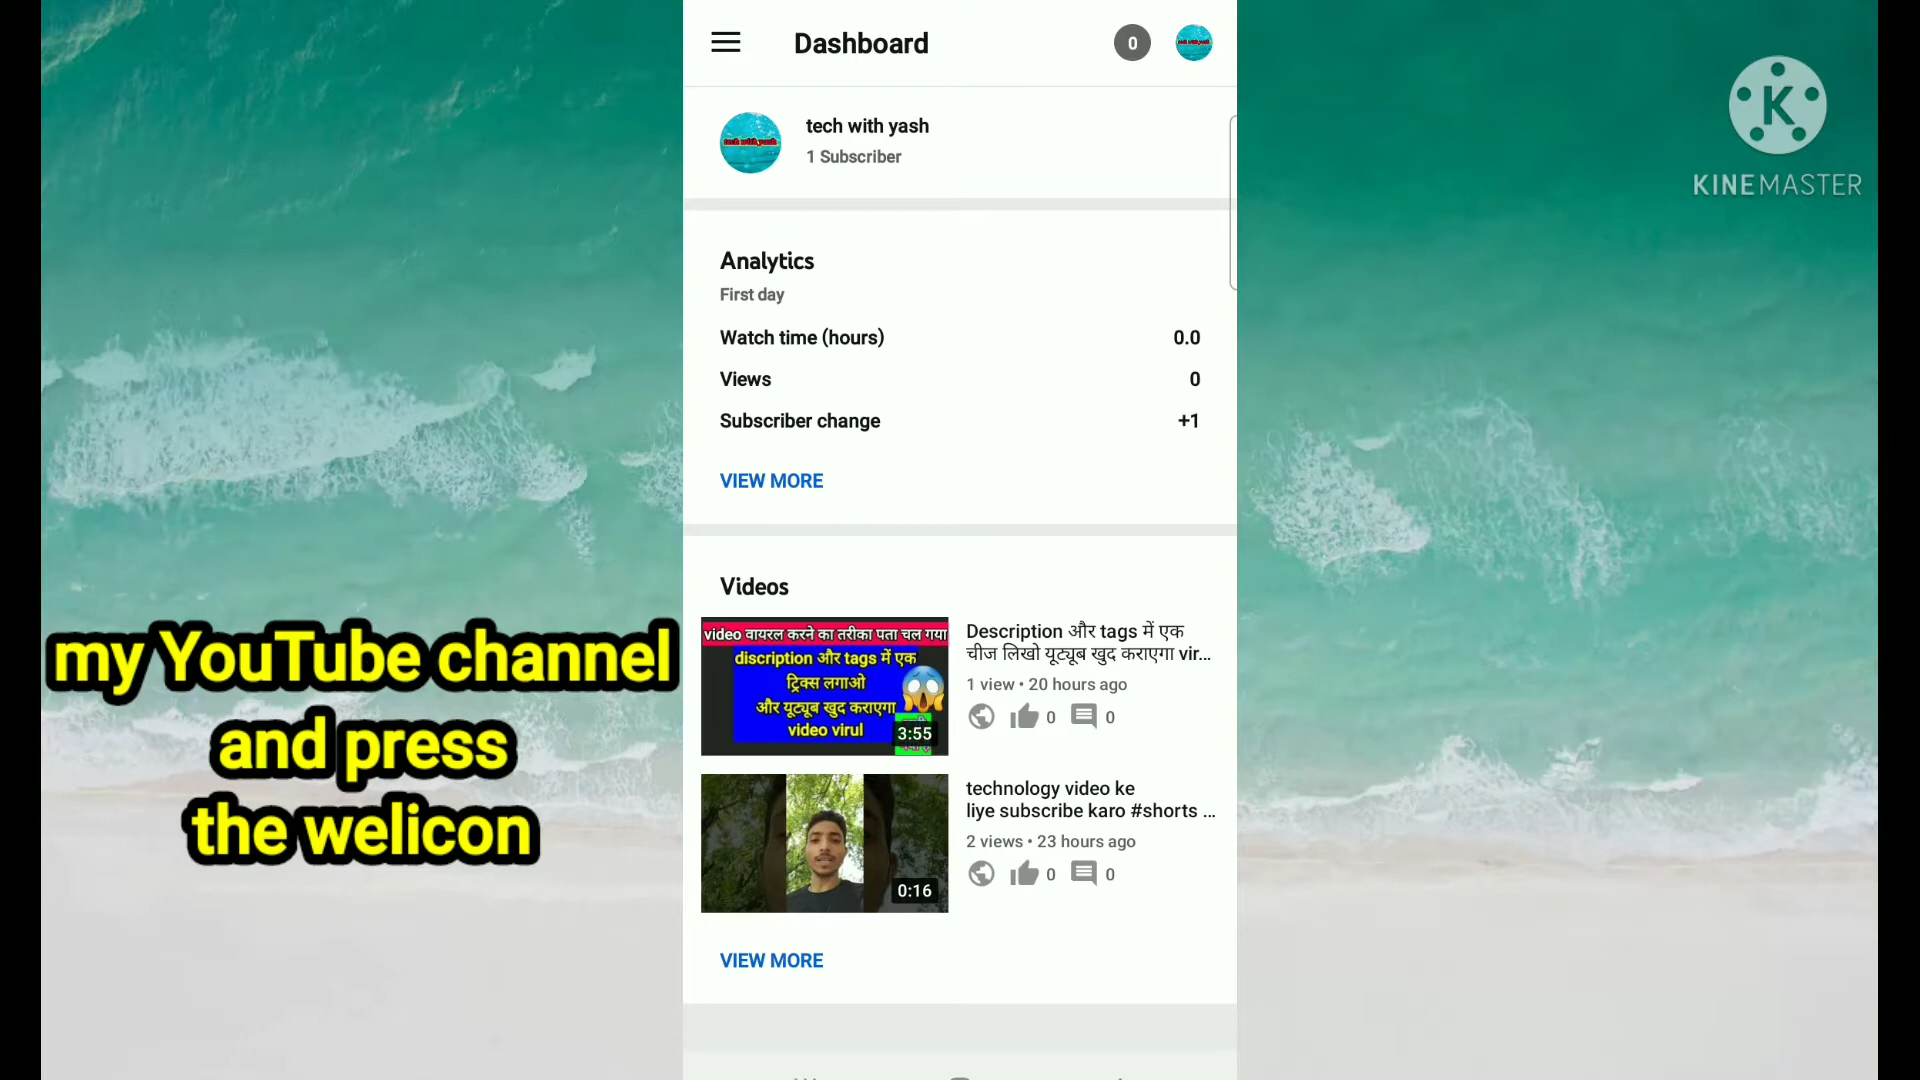 Dashboard
0
tech with yash
1 Subscriber
Analytics
First day
Watch time (hours) 0.0
Views 0
Subscriber change +1
VIEW MORE
Videos
video वायरल करने का तरीका पता चल गया
discription और tags में एक
ट्रिक्स लगाओ
और यूट्यूब खुद कराएगा
video virul
3:55
Description और tags में एक
चीज लिखो यूट्यूब खुद कराएगा vir...
1 view • 20 hours ago
0 0
0:16
technology video ke
liye subscribe karo #shorts ...
2 views • 23 hours ago
0 0
VIEW MORE
my YouTube channel
and press
the welicon
K
KINEMASTER